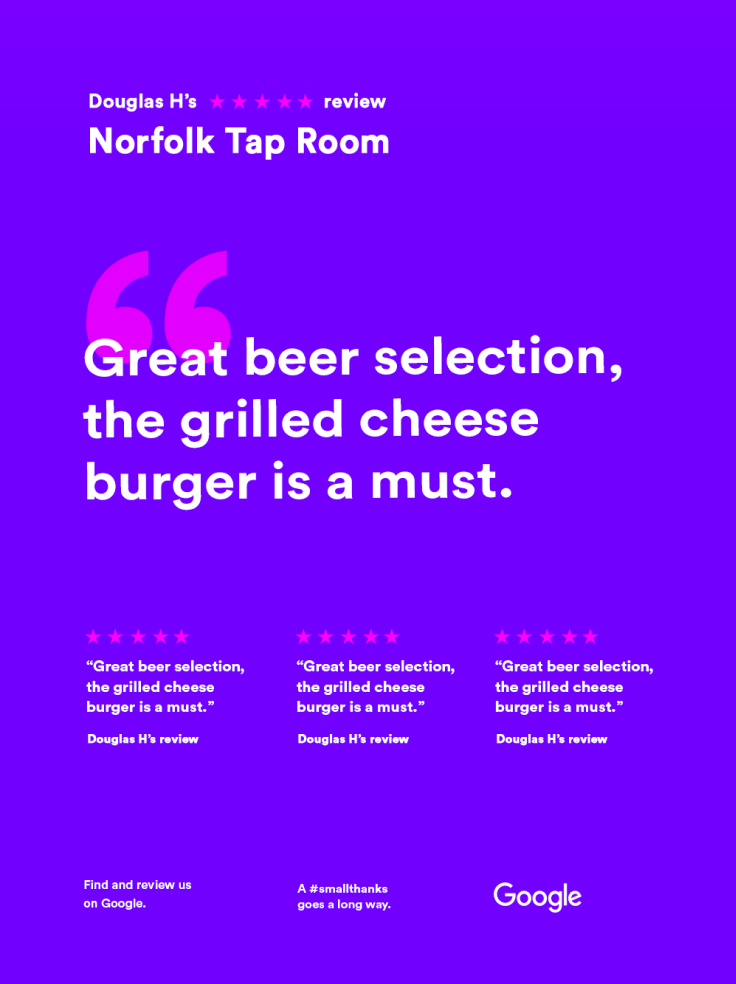 Douglas H’s ★ ★ ★ ★ ★ review
Norfolk Tap Room
“
Great beer selection,
the grilled cheese
burger is a must.
★ ★ ★ ★ ★
“Great beer selection,
the grilled cheese
burger is a must.”
Douglas H’s review
★ ★ ★ ★ ★
“Great beer selection,
the grilled cheese
burger is a must.”
Douglas H’s review
★ ★ ★ ★ ★
“Great beer selection,
the grilled cheese
burger is a must.”
Douglas H’s review
Find and review us
on Google.
A #smallthanks
goes a long way.
Google